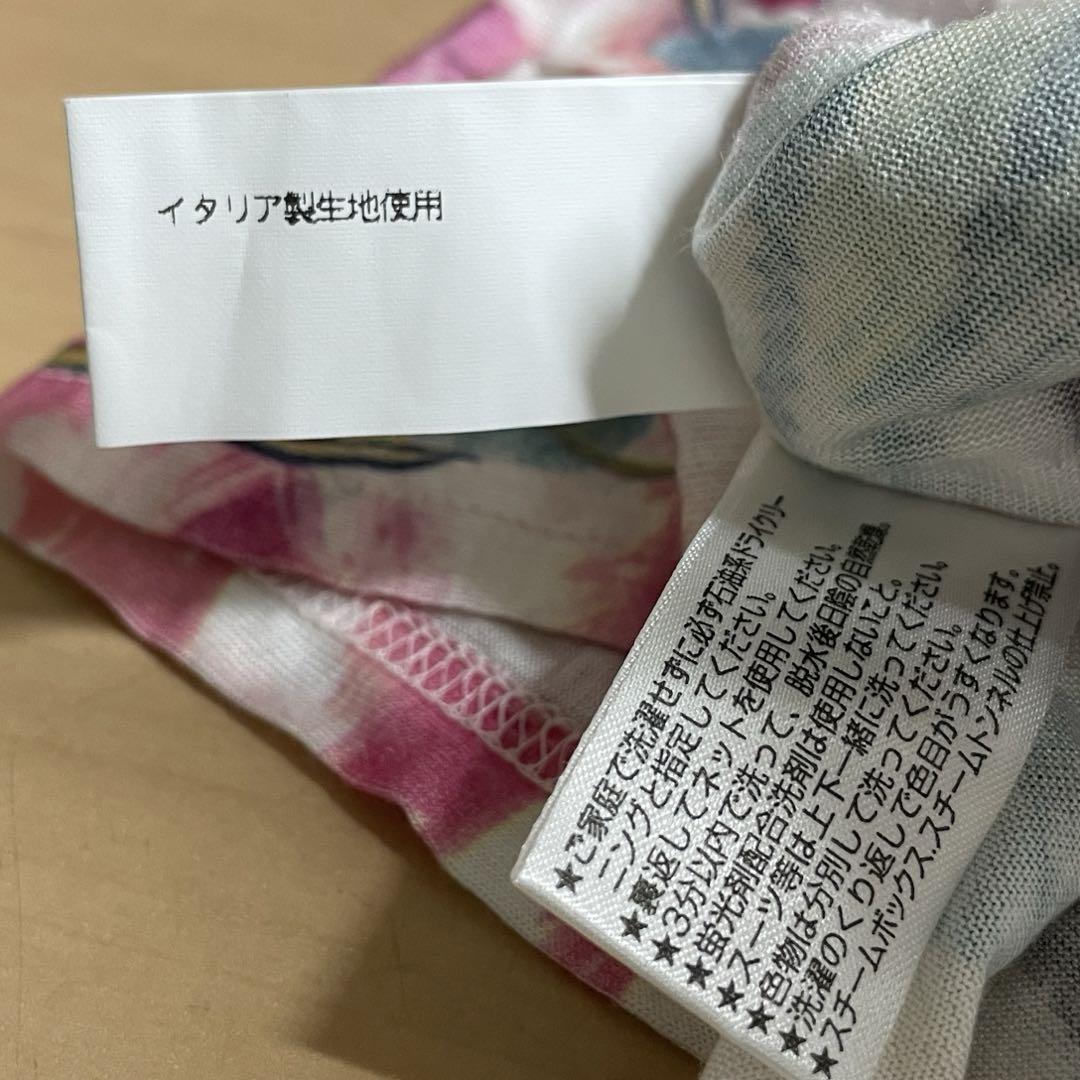 イタリア製生地使用
★ご家庭で洗濯せずに必ず石油系ドライクリー
ニングと指定してください。
★裏返してネットを使用してください。
★3分以内で洗って、脱水後日陰の自然乾燥。
★蛍光剤配合洗剤は使用しないこと。
★スーツ等は上下一緒に洗ってください。
★色物は分別して洗ってください。
★洗濯のくり返しで色目がうすくなります。
★スチームボックス、スチームトンネルの仕上げ禁止。